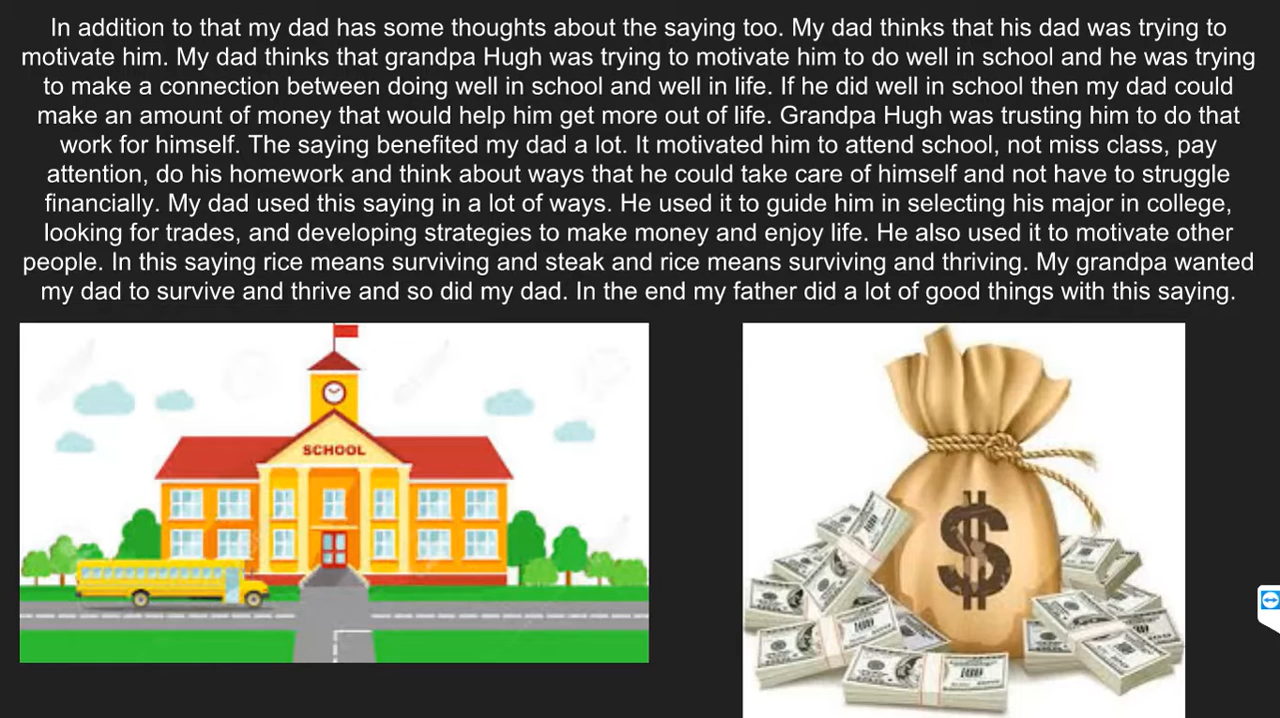 In addition to that my dad has some thoughts about the saying too. My dad thinks that his dad was trying to
motivate him. My dad thinks that grandpa Hugh was trying to motivate him to do well in school and he was trying
to make a connection between doing well in school and well in life. If he did well in school then my dad could
make an amount of money that would help him get more out of life. Grandpa Hugh was trusting him to do that
work for himself. The saying benefited my dad a lot. It motivated him to attend school, not miss class, pay
attention, do his homework and think about ways that he could take care of himself and not have to struggle
financially. My dad used this saying in a lot of ways. He used it to guide him in selecting his major in college,
looking for trades, and developing strategies to make money and enjoy life. He also used it to motivate other
people. In this saying rice means surviving and steak and rice means surviving and thriving. My grandpa wanted
my dad to survive and thrive and so did my dad. In the end my father did a lot of good things with this saying.
SCHOOL
$
100
100
100